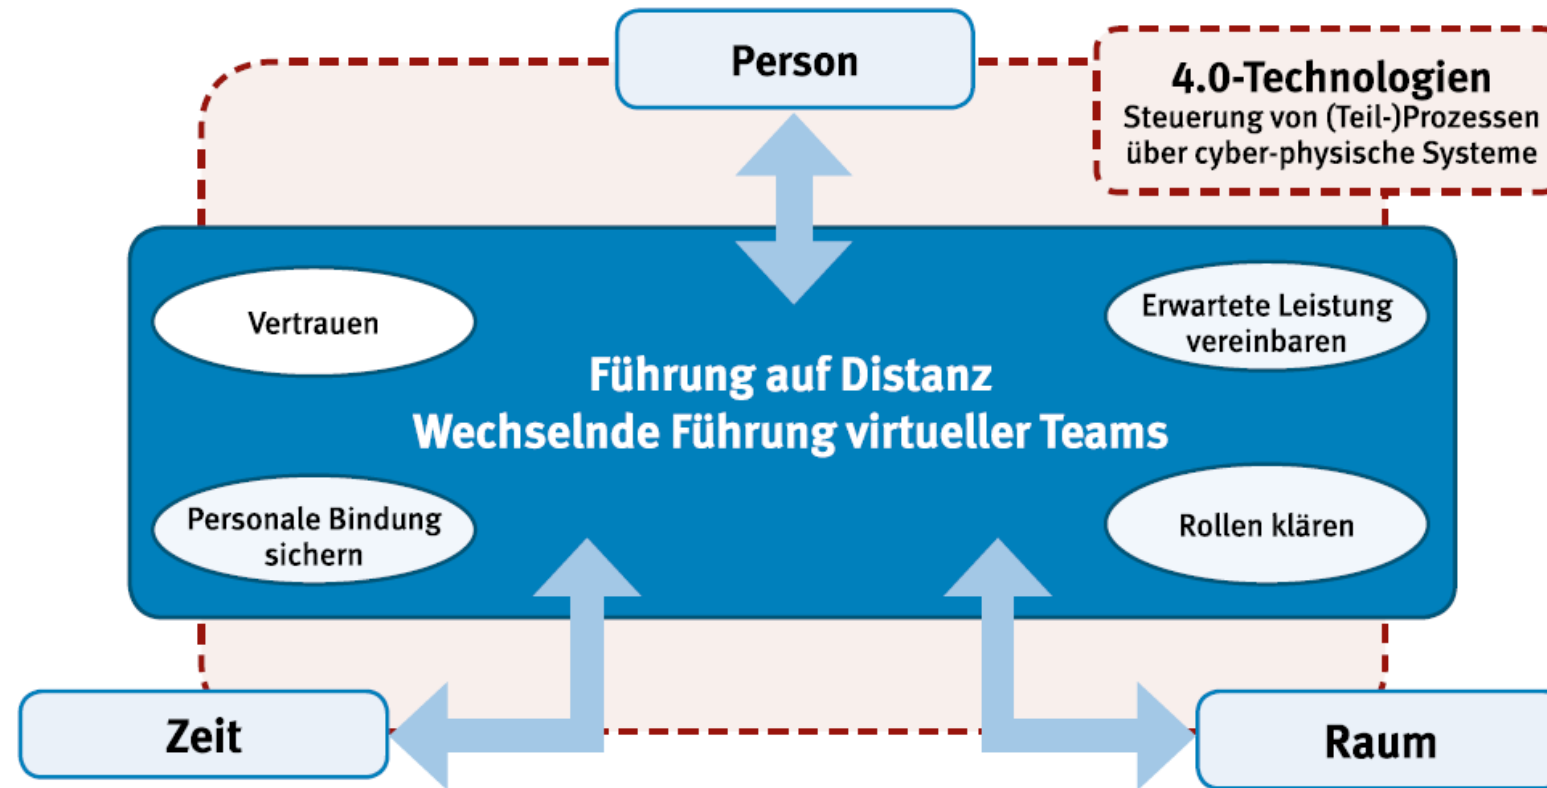 Person
4.0-Technologien
Steuerung von (Teil-)Prozessen
über cyber-physische Systeme
Vertrauen
Erwartete Leistung
vereinbaren
Führung auf Distanz
Wechselnde Führung virtueller Teams
Personale Bindung
sichern
Rollen klären
Zeit
Raum